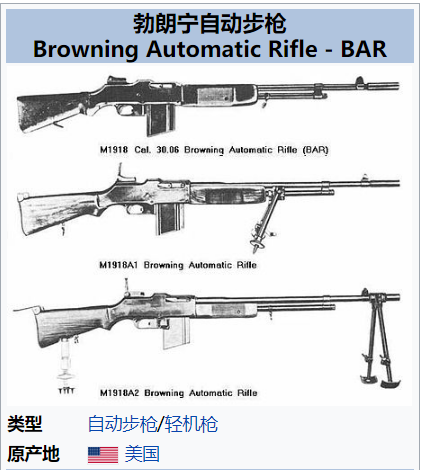 勃朗宁自动步枪
Browning Automatic Rifle - BAR
M1918 Cal. 30.06 Browning Automatic Rifle (BAR)
M1918A1 Browning Automatic Rifle
M1918A2 Browning Automatic Rifle
类型 自动步枪/轻机枪
原产地 美国